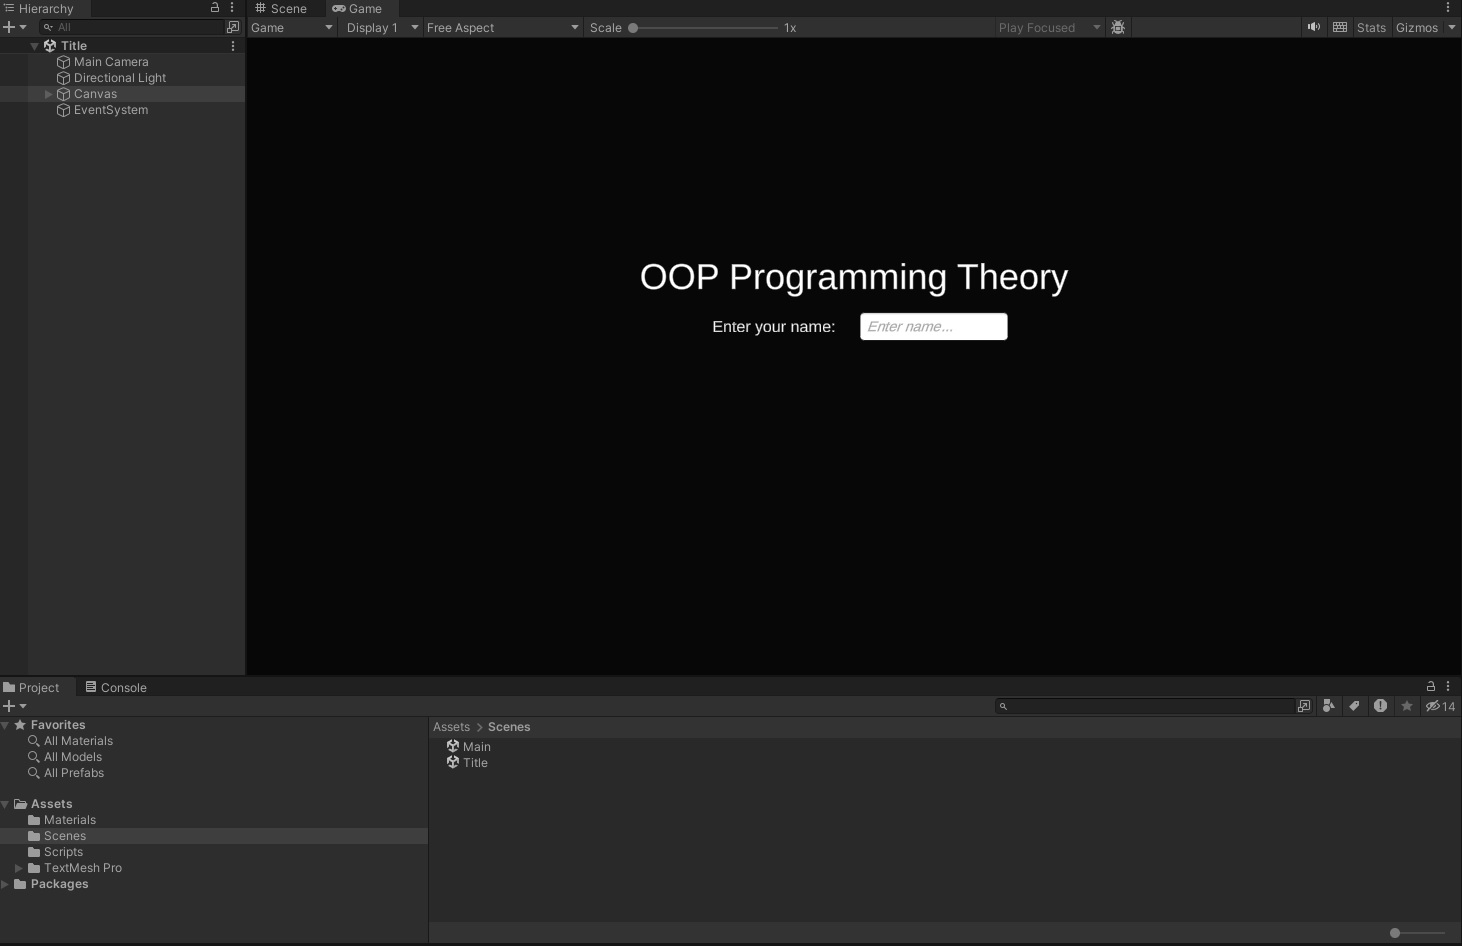 Hierarchy
All
Title
Main Camera
Directional Light
Canvas
EventSystem
Scene Game
Game Display 1 Free Aspect Scale 1x Play Focused Stats Gizmos
OOP Programming Theory
Enter your name: Enter name...
Project Console
14
Favorites
All Materials
All Models
All Prefabs
Assets
Materials
Scenes
Scripts
TextMesh Pro
Packages
Assets > Scenes
Main
Title